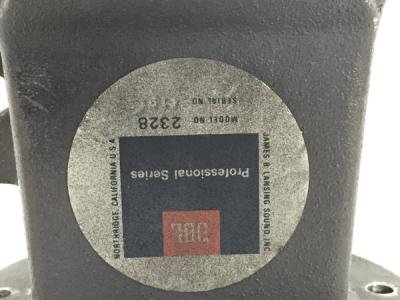 JBL
Professional Series
JAMES B. LANSING SOUND, INC.
NORTHRIDGE, CALIFORNIA U.S.A.
MODEL NO. 2328
SERIAL NO.